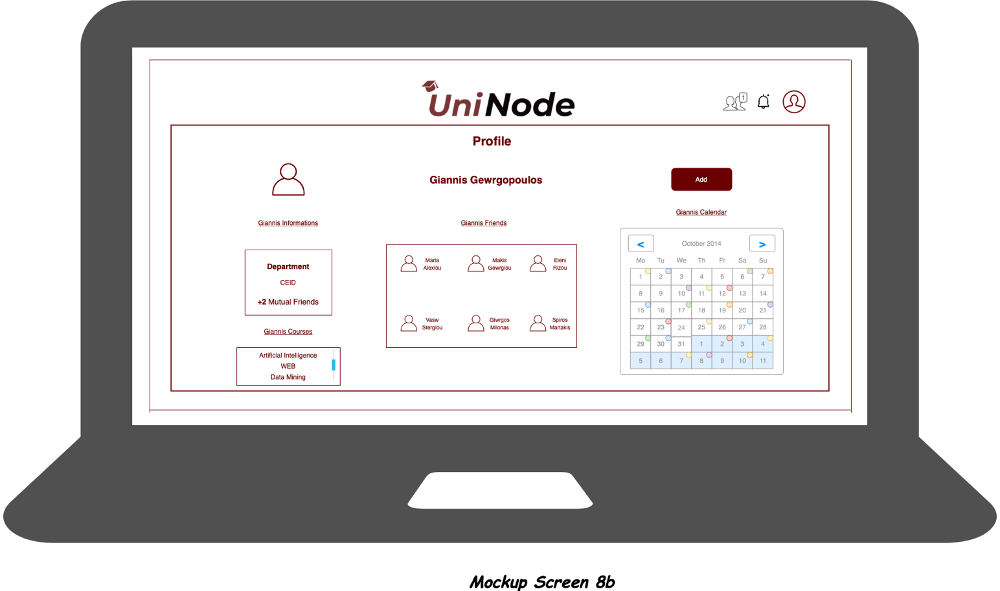 UniNode
1
Profile
Giannis Gewrgopoulos
Add
Giannis Informations
Department
CEID
+2 Mutual Friends
Giannis Courses
Artificial Intelligence
WEB
Data Mining
Giannis Friends
Maria
Alexiou
Makis
Gewrgiou
Eleni
Rizou
Vasw
Stergiou
Giwrgos
Milonas
Spiros
Martakis
Giannis Calendar
< October 2014 >
Mo Tu We Th Fr Sa Su
1 2 3 4 5 6 7
8 9 10 11 12 13 14
15 16 17 18 19 20 21
22 23 24 25 26 27 28
29 30 31 1 2 3 4
5 6 7 8 9 10 11
Mockup Screen 8b